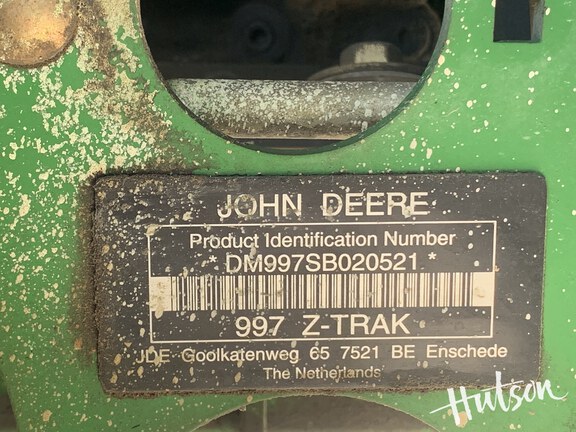 JOHN DEERE
Product Identification Number
* DM997SB020521 *
997 Z-TRAK
JDE Goolkatenweg 65 7521 BE Enschede
The Netherlands
Hutson